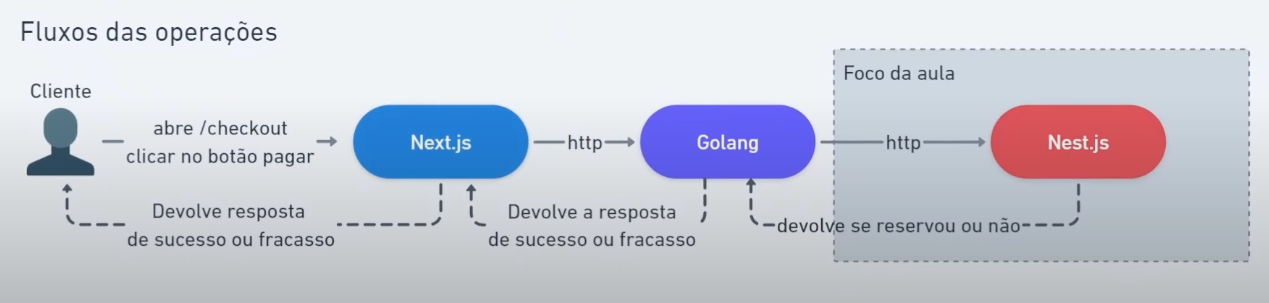 Fluxos das operações
Foco da aula
Cliente
abre /checkout
clicar no botão pagar
Next.js
http
Golang
http
Nest.js
Devolve resposta
de sucesso ou fracasso
Devolve a resposta
de sucesso ou fracasso
devolve se reservou ou não